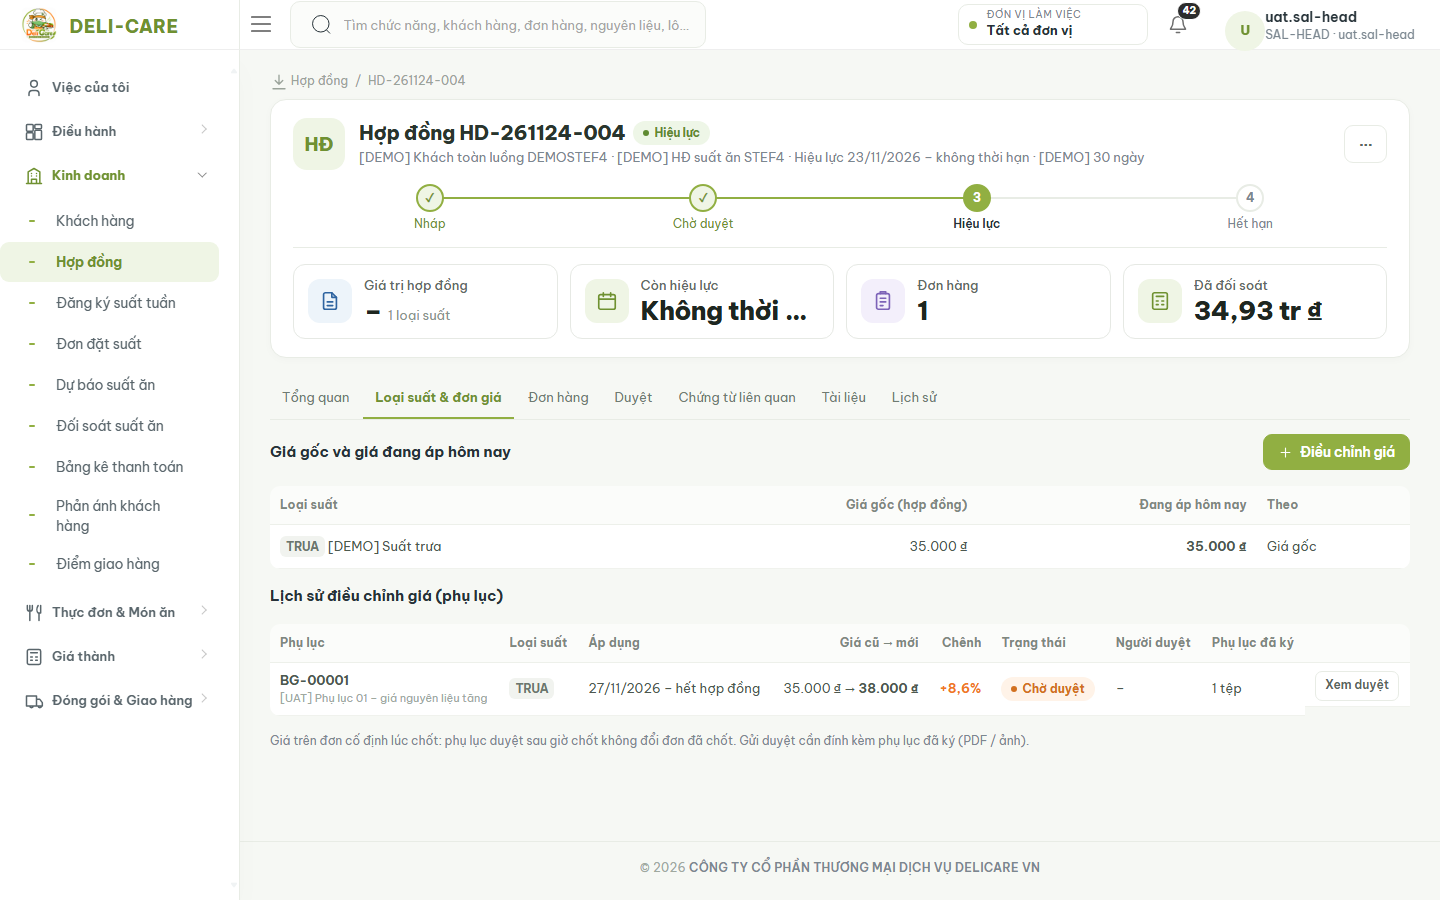 DELI-CARE
Tìm chức năng, khách hàng, đơn hàng, nguyên liệu, lô...
ĐƠN VỊ LÀM VIỆC
Tất cả đơn vị
42
U
uat.sal-head
SAL-HEAD · uat.sal-head
Việc của tôi
Điều hành
Kinh doanh
Khách hàng
Hợp đồng
Đăng ký suất tuần
Đơn đặt suất
Dự báo suất ăn
Đối soát suất ăn
Bảng kê thanh toán
Phản ánh khách
hàng
Điểm giao hàng
Thực đơn & Món ăn
Giá thành
Đóng gói & Giao hàng
Hợp đồng / HD-261124-004
HĐ
Hợp đồng HD-261124-004
Hiệu lực
[DEMO] Khách toàn luồng DEMOSTEF4 · [DEMO] HĐ suất ăn STEF4 · Hiệu lực 23/11/2026 – không thời hạn · [DEMO] 30 ngày
...
✓ ✓ 3 4
Nháp Chờ duyệt Hiệu lực Hết hạn
Giá trị hợp đồng
– 1 loại suất
Còn hiệu lực
Không thời ...
Đơn hàng
1
Đã đối soát
34,93 tr đ
Tổng quan Loại suất & đơn giá Đơn hàng Duyệt Chứng từ liên quan Tài liệu Lịch sử
Giá gốc và giá đang áp hôm nay
+ Điều chỉnh giá
Loại suất Giá gốc (hợp đồng) Đang áp hôm nay Theo
TRUA [DEMO] Suất trưa 35.000 đ 35.000 đ Giá gốc
Lịch sử điều chỉnh giá (phụ lục)
Phụ lục Loại suất Áp dụng Giá cũ → mới Chênh Trạng thái Người duyệt Phụ lục đã ký
BG-00001
[UAT] Phụ lục 01 – giá nguyên liệu tăng
TRUA 27/11/2026 – hết hợp đồng 35.000 đ → 38.000 đ +8,6% Chờ duyệt – 1 tệp Xem duyệt
Giá trên đơn cố định lúc chốt: phụ lục duyệt sau giờ chốt không đổi đơn đã chốt. Gửi duyệt cần đính kèm phụ lục đã ký (PDF / ảnh).
© 2026 CÔNG TY CỔ PHẦN THƯƠNG MẠI DỊCH VỤ DELICARE VN